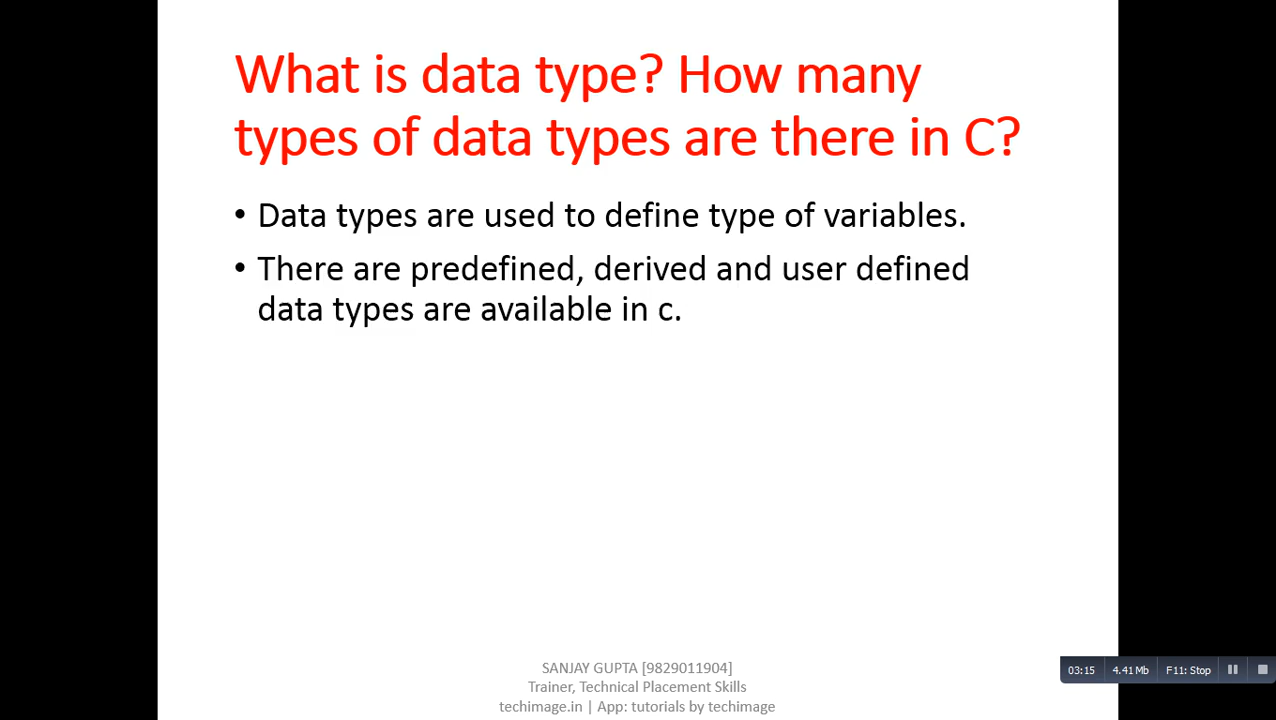 What is data type? How many
types of data types are there in C?
• Data types are used to define type of variables.
• There are predefined, derived and user defined
data types are available in c.
SANJAY GUPTA [9829011904]
Trainer, Technical Placement Skills
techimage.in | App: tutorials by techimage
03:15 4.41 Mb F11: Stop